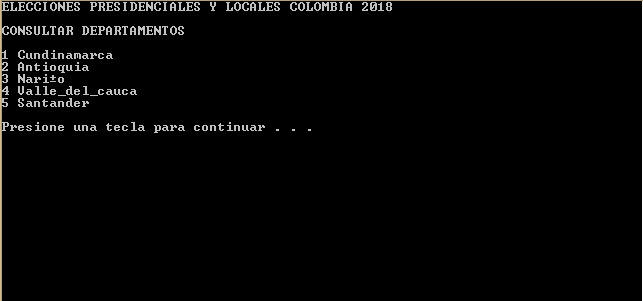 ELECCIONES PRESIDENCIALES Y LOCALES COLOMBIA 2018
CONSULTAR DEPARTAMENTOS
1 Cundinamarca
2 Antioquia
3 Nari±o
4 Valle_del_cauca
5 Santander
Presione una tecla para continuar . . .